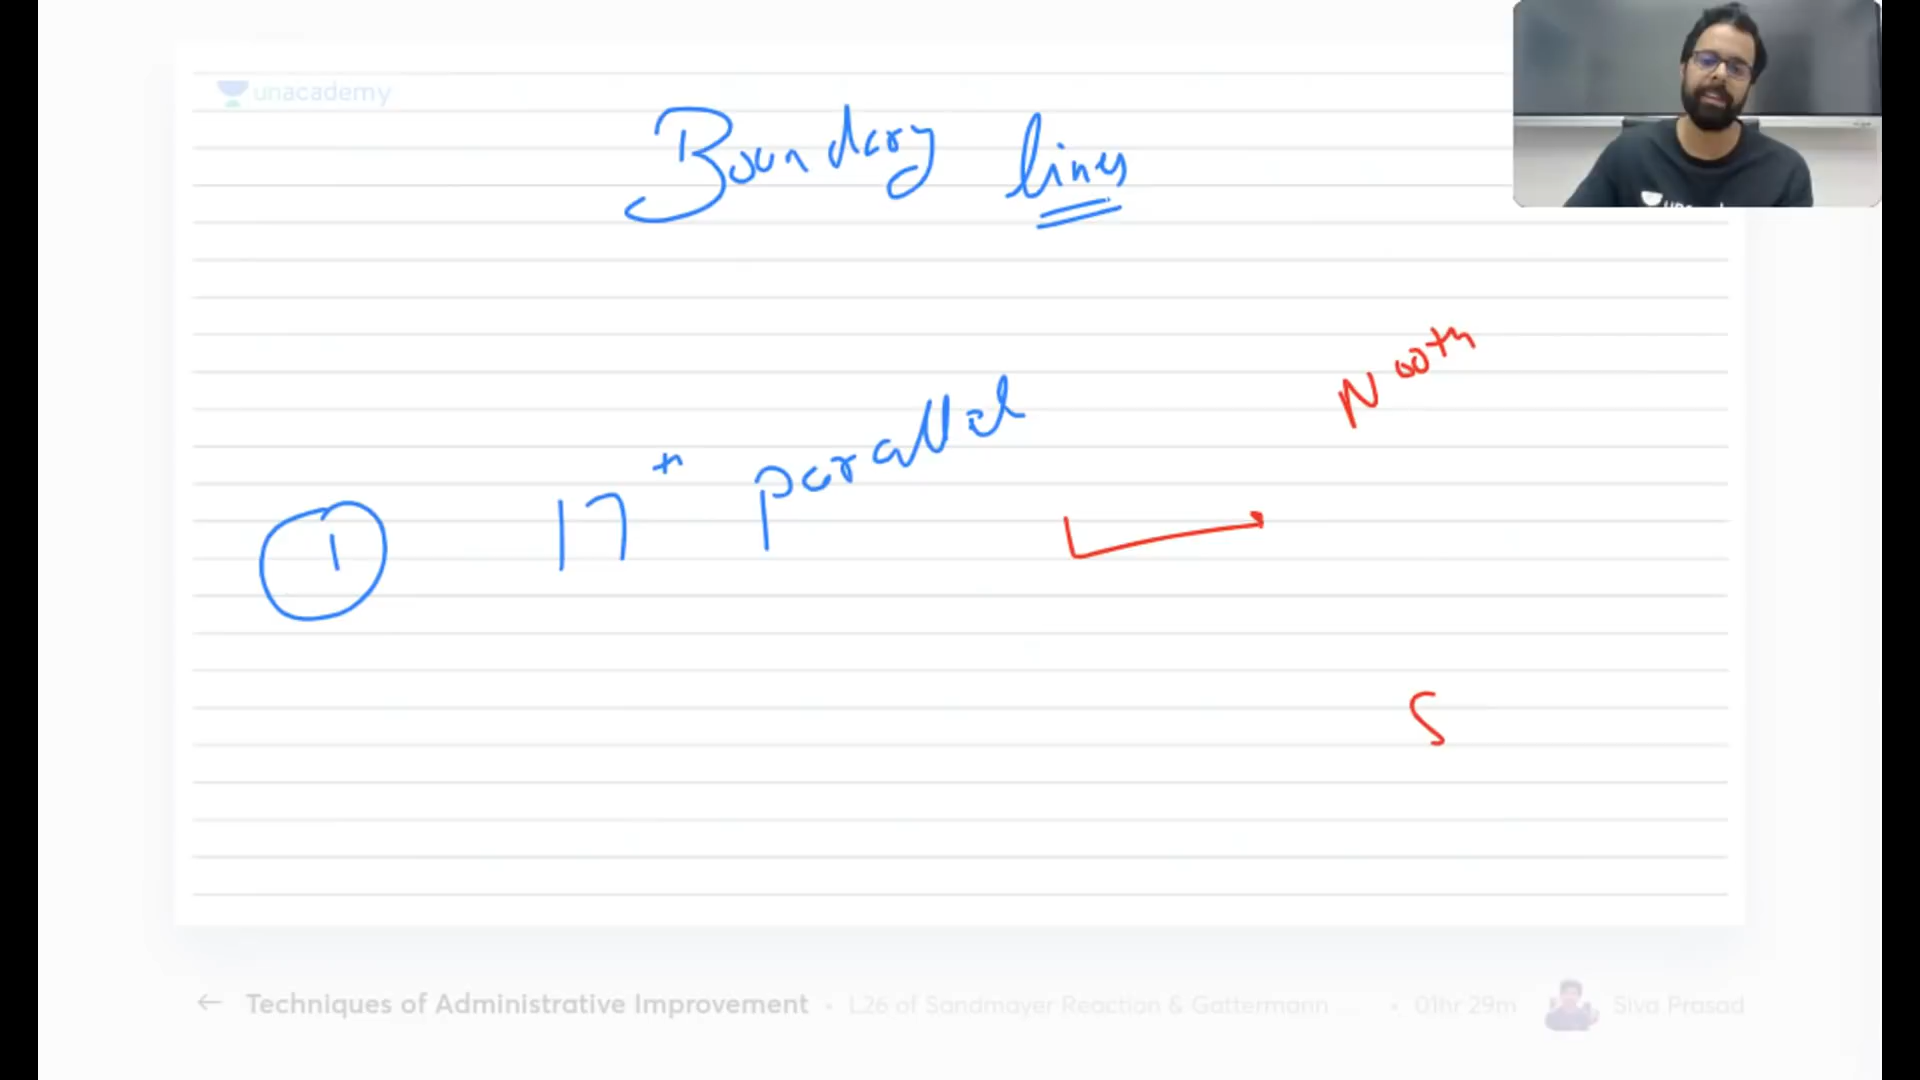 unacademy
Boundary lines
North
1 17th parallel
S
← Techniques of Administrative Improvement • L26 of Sandmayer Reaction & Gattermann ... • 01hr 29m Siva Prasad